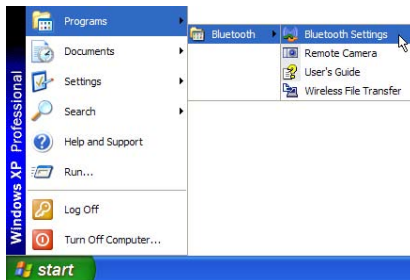 Programs
Documents
Settings
Search
Help and Support
Run...
Log Off
Turn Off Computer...
Windows XP Professional
start
Bluetooth
Bluetooth Settings
Remote Camera
User's Guide
Wireless File Transfer